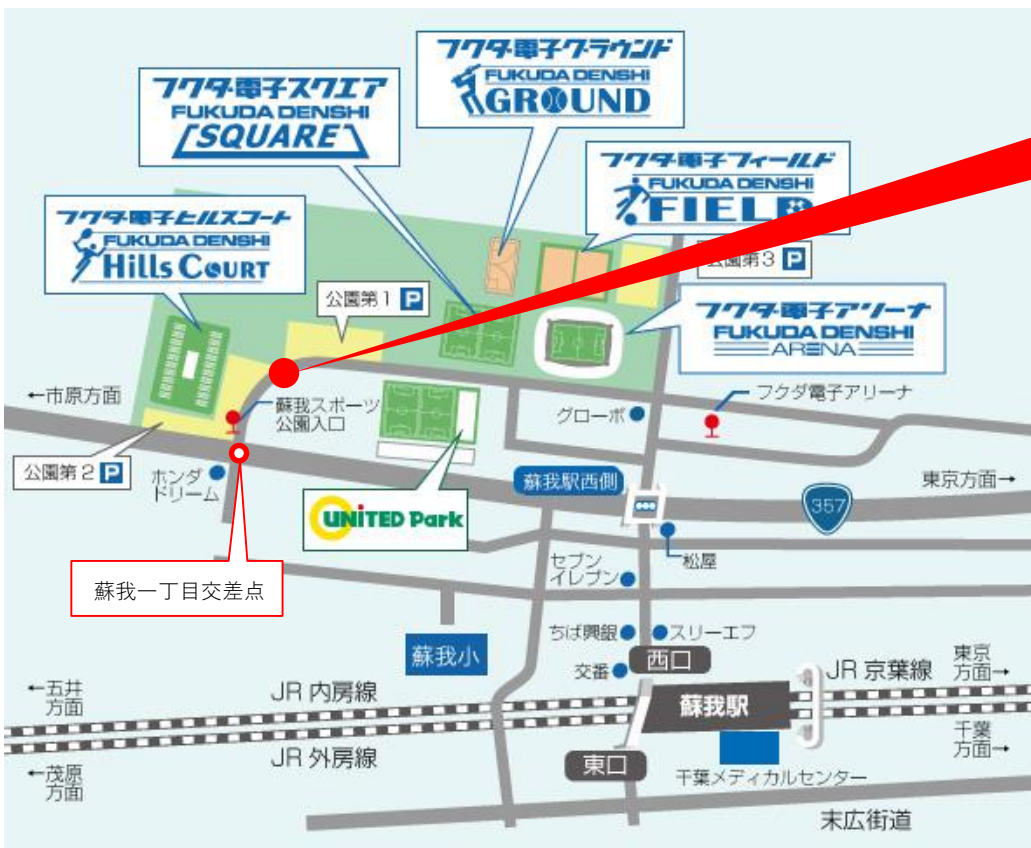 フクダ電子グラウンド
FUKUDA DENSHI
GROUND
フクダ電子スクエア
FUKUDA DENSHI
SQUARE
フクダ電子フィールド
FUKUDA DENSHI
FIELD
フクダ電子ヒルスコート
FUKUDA DENSHI
Hills COURT
公園第3 P
公園第1 P
フクダ電子アリーナ
FUKUDA DENSHI
ARENA
←市原方面
蘇我スポーツ
公園入口
グローボ
フクダ電子アリーナ
公園第2 P
ホンダ
ドリーム
蘇我駅西側
東京方面→
357
UNITED Park
松屋
セブン
イレブン
蘇我一丁目交差点
ちば興銀
スリーエフ
蘇我小
交番
西口
JR 京葉線
東京
方面→
←五井
方面
JR 内房線
蘇我駅
千葉
方面→
JR 外房線
東口
←茂原
方面
千葉メディカルセンター
末広街道